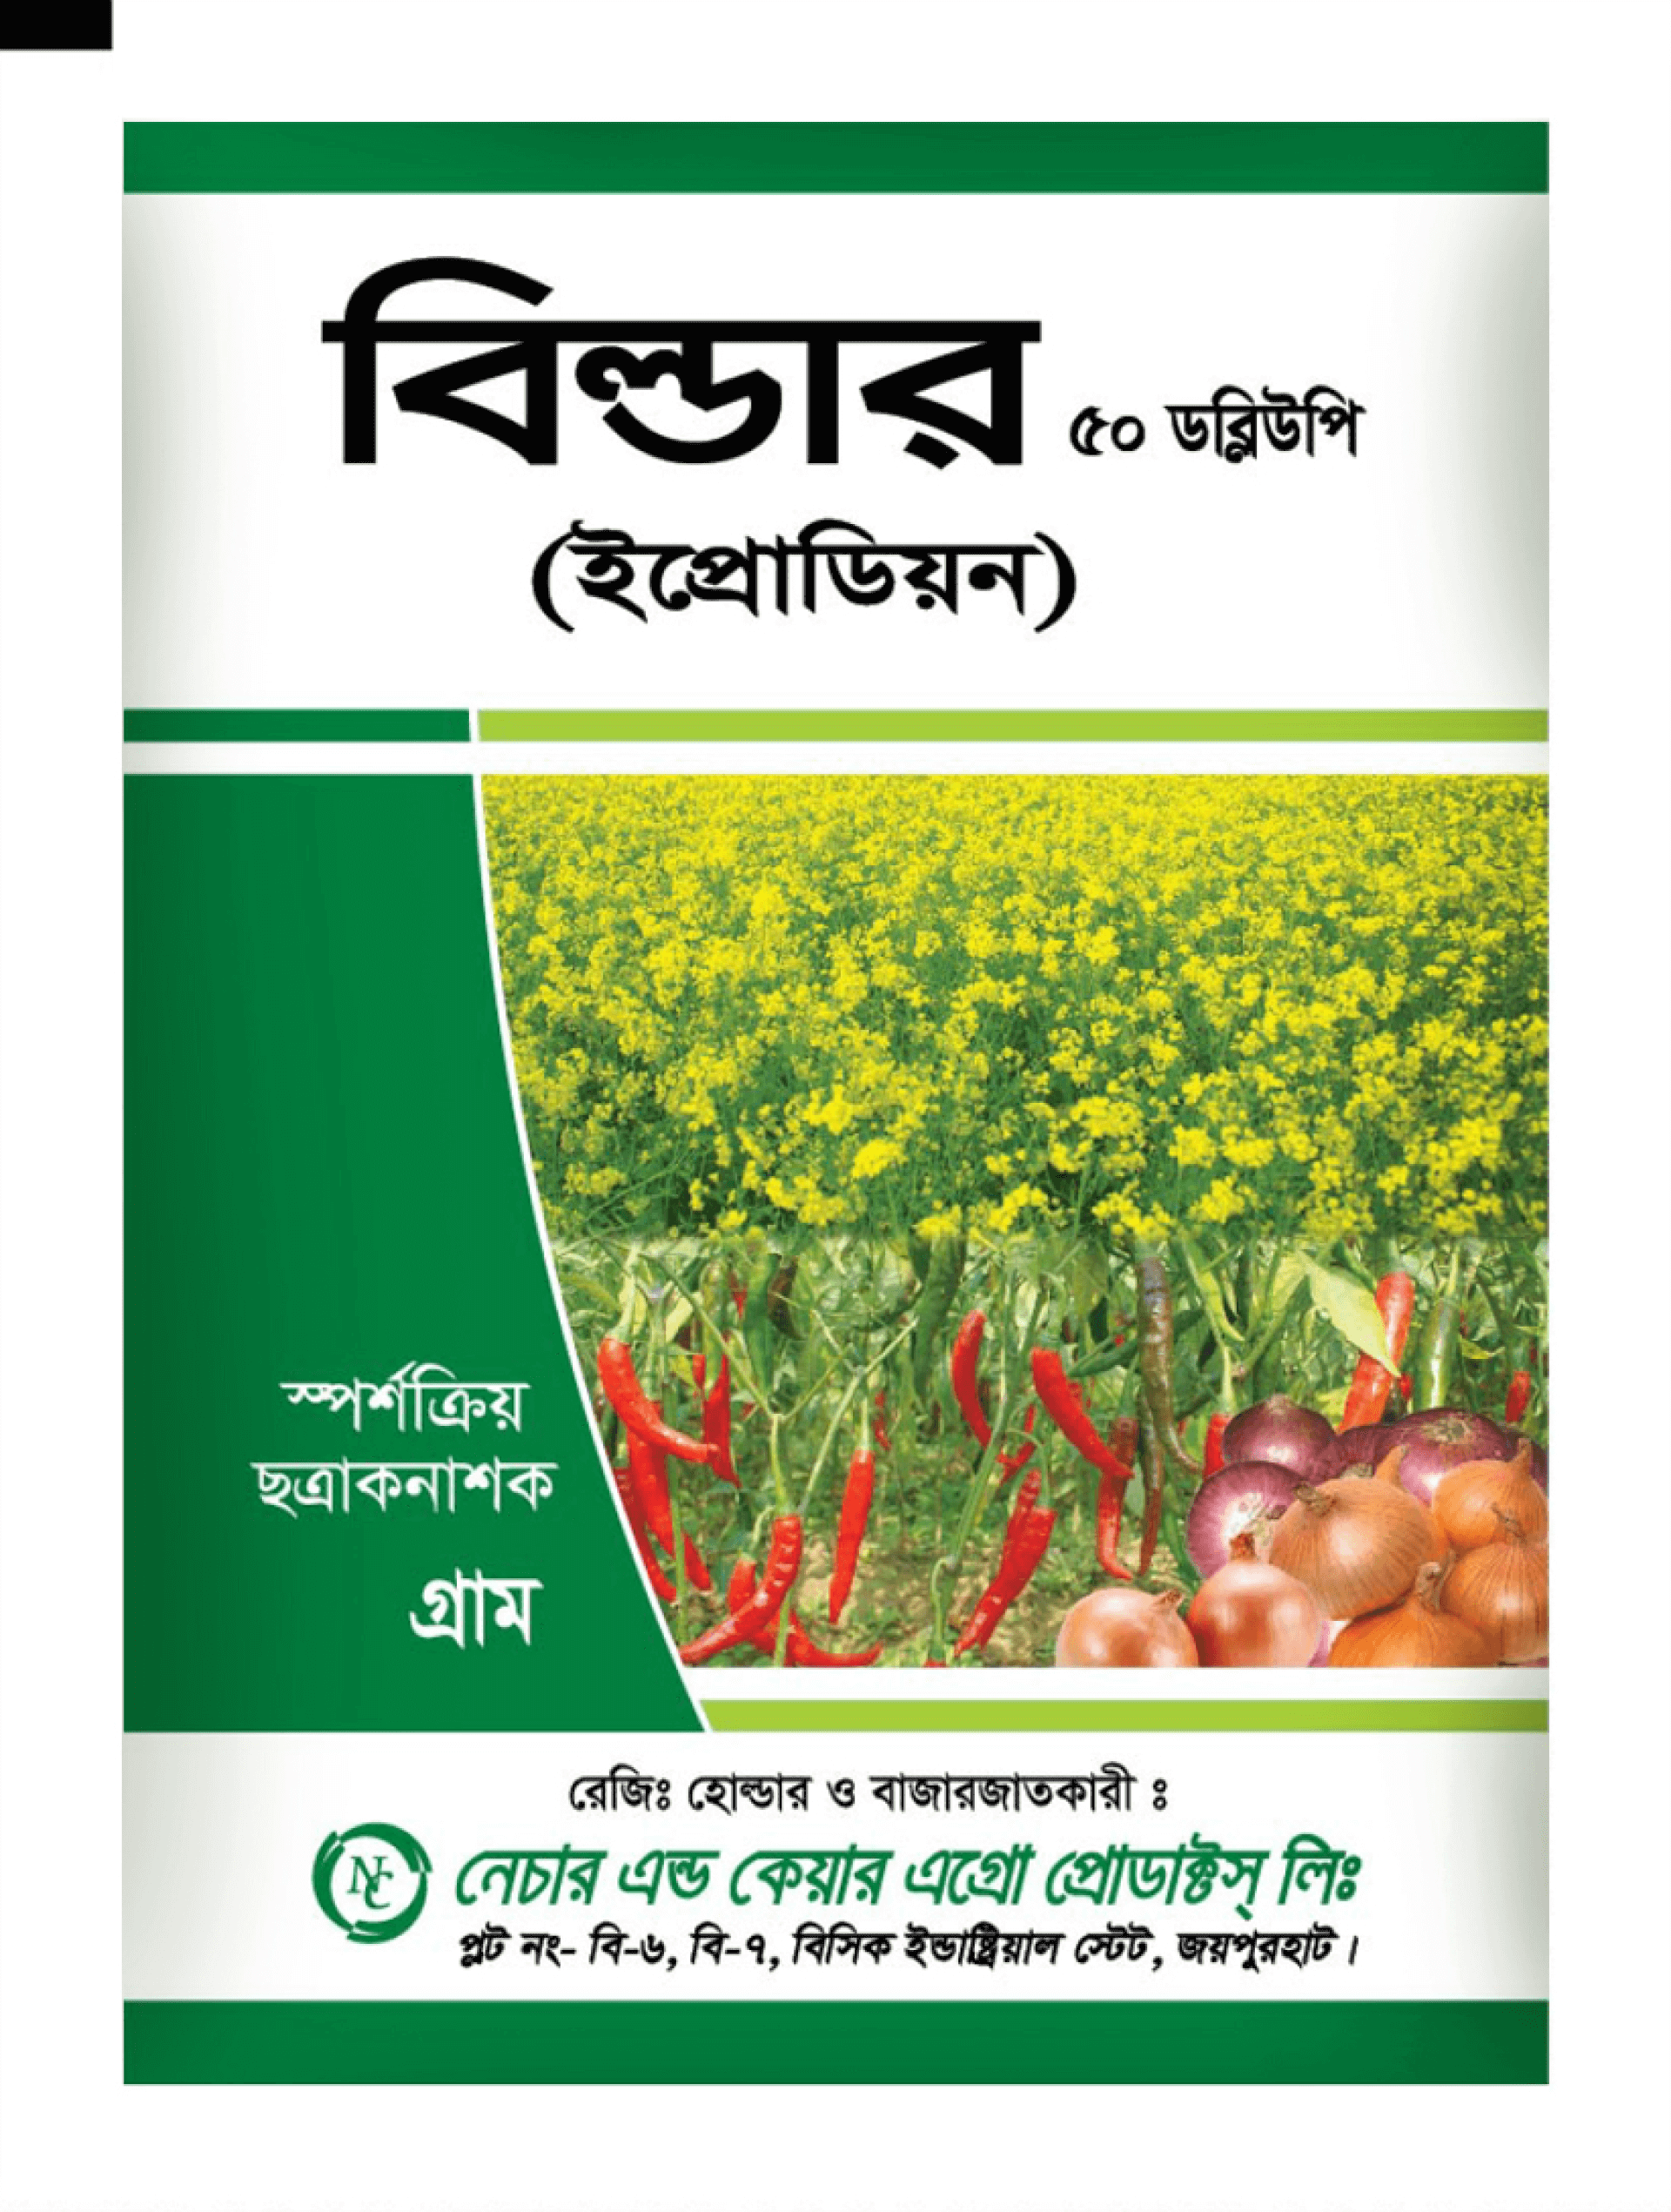 বিল্ডার ৫০ ডব্লিউপি
(ইপ্রোডিয়ন)
স্পর্শক্রিয়
ছত্রাকনাশক
গ্রাম
রেজিঃ হোল্ডার ও বাজারজাতকারী ঃ
NC নেচার এন্ড কেয়ার এগ্রো প্রোডাক্টস্ লিঃ
প্লট নং- বি-৬, বি-৭, বিসিক ইন্ডাষ্ট্রিয়াল স্টেট, জয়পুরহাট।